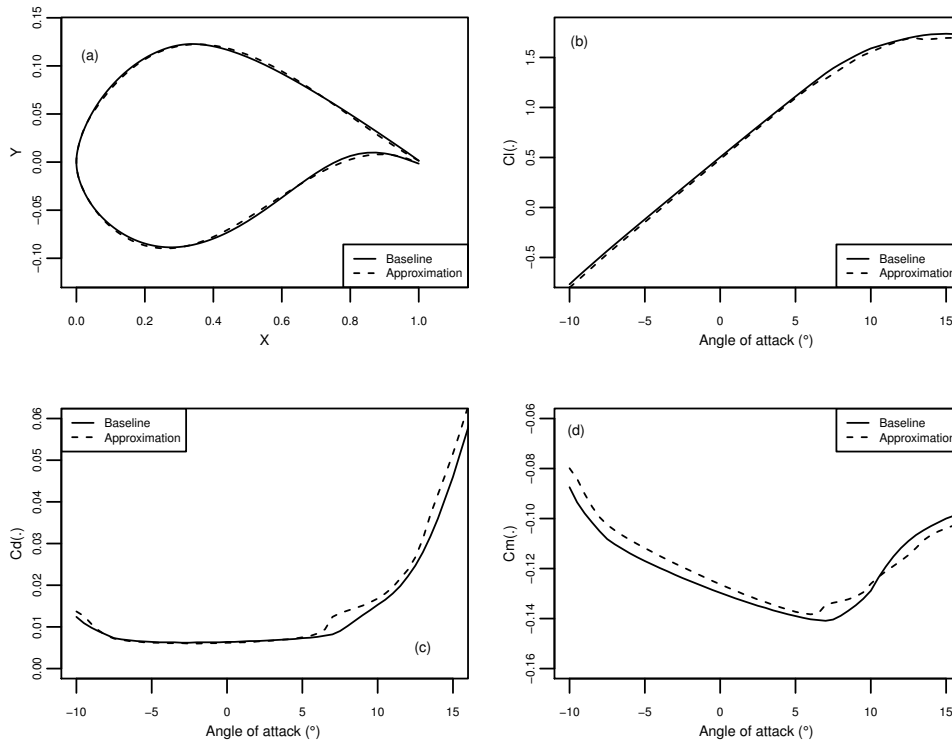 (a)
Y
0.15
0.10
0.05
0.00
−0.05
−0.10
0.0 0.2 0.4 0.6 0.8 1.0
X
Baseline
Approximation
(b)
Cl(.)
1.5
1.0
0.5
0.0
−0.5
−10 −5 0 5 10 15
Angle of attack (°)
Baseline
Approximation
Baseline
Approximation
Cd(.)
0.06
0.05
0.04
0.03
0.02
0.01
0.00
(c)
−10 −5 0 5 10 15
Angle of attack (°)
(d)
Baseline
Approximation
Cm(.)
−0.06
−0.08
−0.10
−0.12
−0.14
−0.16
−10 −5 0 5 10 15
Angle of attack (°)